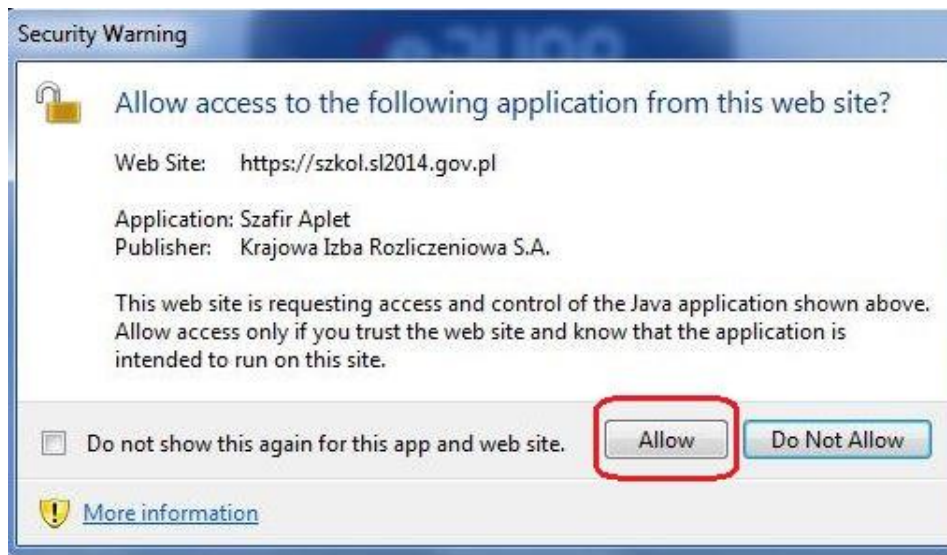 Security Warning
Allow access to the following application from this web site?
Web Site: https://szkol.sl2014.gov.pl
Application: Szafir Aplet
Publisher: Krajowa Izba Rozliczeniowa S.A.
This web site is requesting access and control of the Java application shown above.
Allow access only if you trust the web site and know that the application is
intended to run on this site.
Do not show this again for this app and web site. Allow Do Not Allow
More information